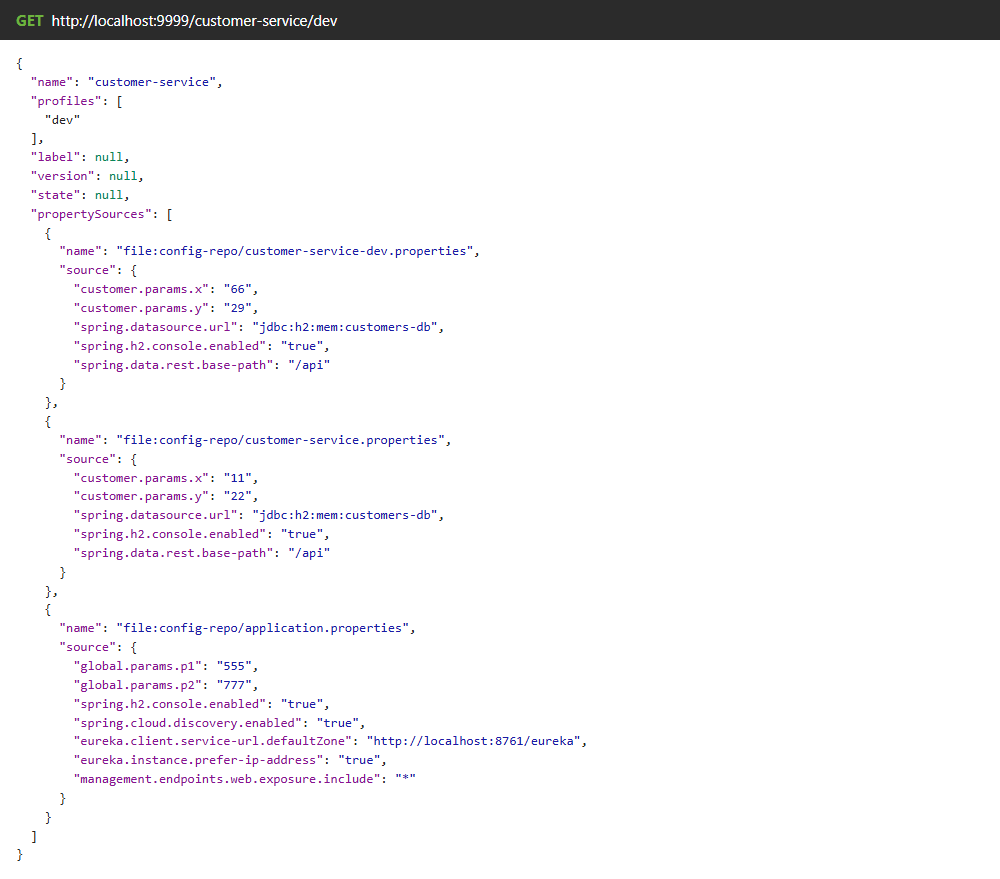 GET http://localhost:9999/customer-service/dev
{
  "name": "customer-service",
  "profiles": [
    "dev"
  ],
  "label": null,
  "version": null,
  "state": null,
  "propertySources": [
    {
      "name": "file:config-repo/customer-service-dev.properties",
      "source": {
        "customer.params.x": "66",
        "customer.params.y": "29",
        "spring.datasource.url": "jdbc:h2:mem:customers-db",
        "spring.h2.console.enabled": "true",
        "spring.data.rest.base-path": "/api"
      }
    },
    {
      "name": "file:config-repo/customer-service.properties",
      "source": {
        "customer.params.x": "11",
        "customer.params.y": "22",
        "spring.datasource.url": "jdbc:h2:mem:customers-db",
        "spring.h2.console.enabled": "true",
        "spring.data.rest.base-path": "/api"
      }
    },
    {
      "name": "file:config-repo/application.properties",
      "source": {
        "global.params.p1": "555",
        "global.params.p2": "777",
        "spring.h2.console.enabled": "true",
        "spring.cloud.discovery.enabled": "true",
        "eureka.client.service-url.defaultZone": "http://localhost:8761/eureka",
        "eureka.instance.prefer-ip-address": "true",
        "management.endpoints.web.exposure.include": "*"
      }
    }
  ]
}